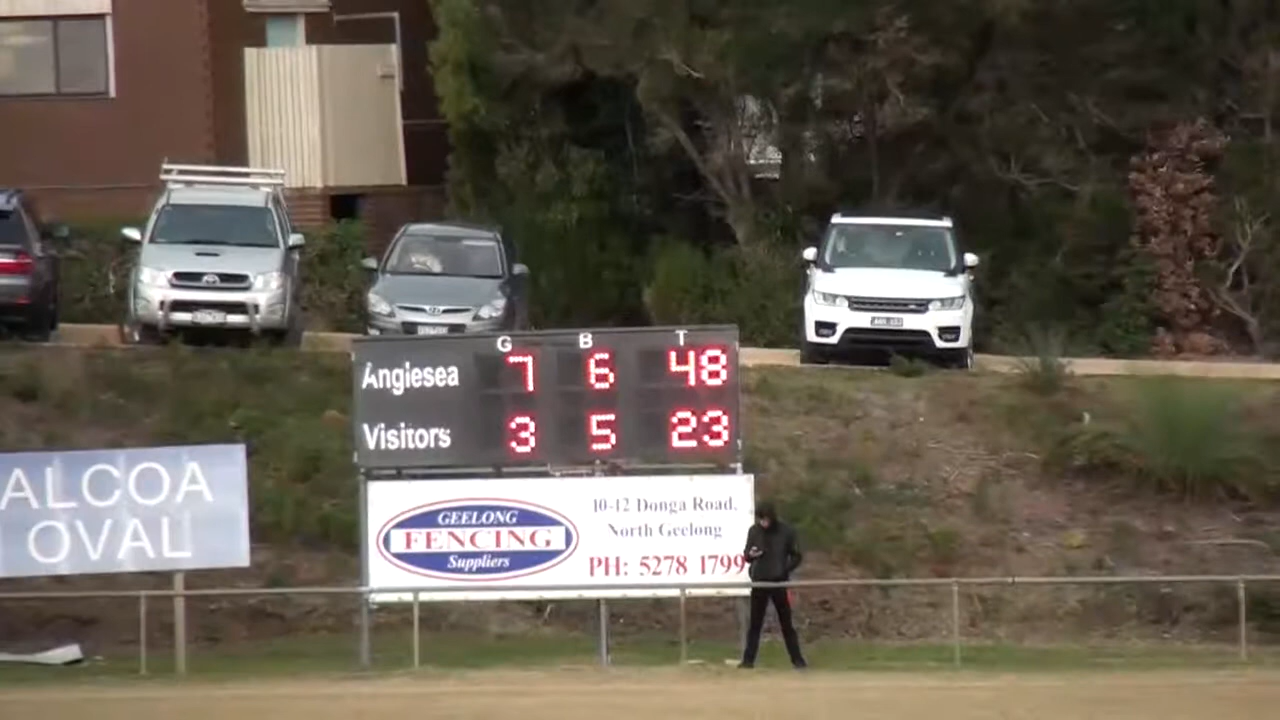 G B T
Anglesea 7 6 48
Visitors 3 5 23
ALCOA
OVAL
GEELONG
FENCING
Suppliers
10-12 Donga Road,
North Geelong
PH: 5278 1799